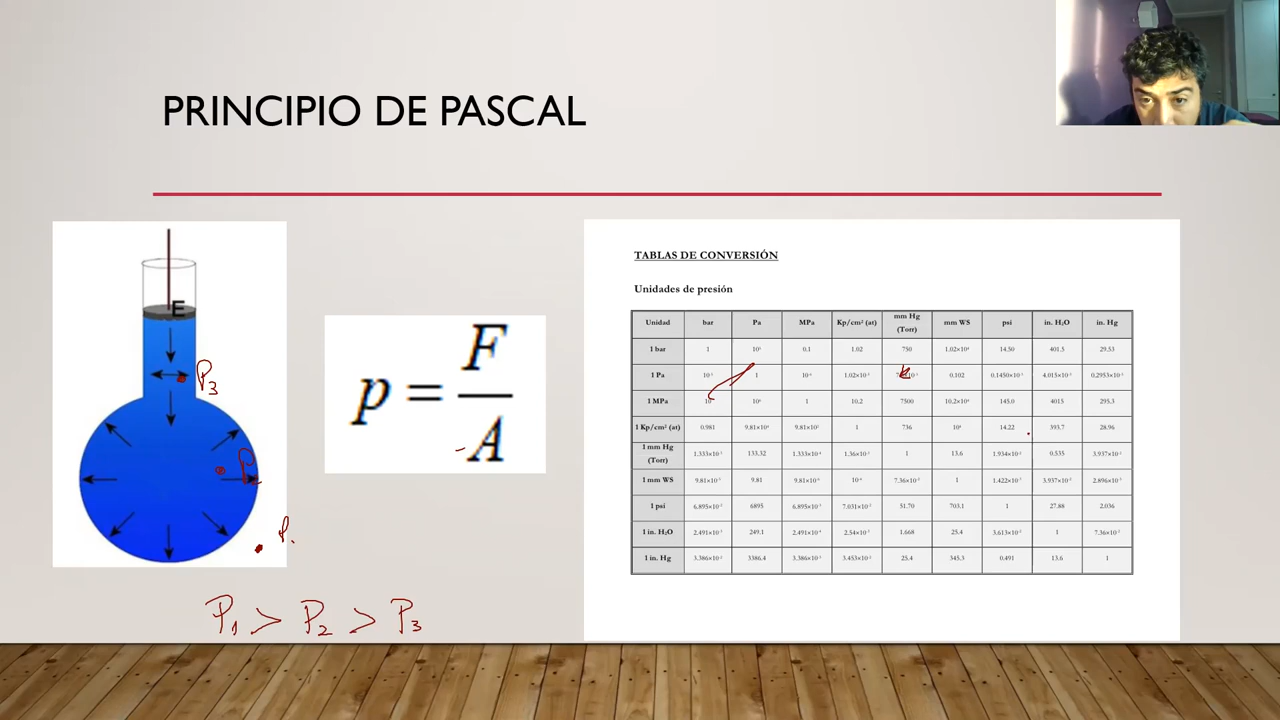 PRINCIPIO DE PASCAL
E
P3
P2
P1
p = F / A
P1 > P2 > P3
TABLAS DE CONVERSIÓN
Unidades de presión
Unidad bar Pa MPa Kp/cm² (at) mm Hg (Torr) mm WS psi in. H₂O in. Hg
1 bar 1 10⁵ 0.1 1.02 750 1.02×10⁴ 14.50 401.5 29.53
1 Pa 10⁻⁵ 1 10⁻⁶ 1.02×10⁻⁵ 0.102 0.1450×10⁻³ 4.015×10⁻³ 0.2953×10⁻³
1 MPa 10 10⁶ 1 10.2 7500 10.2×10⁴ 145.0 4015 295.3
1 Kp/cm² (at) 0.981 9.81×10⁴ 9.81×10² 1 736 10⁴ 14.22 393.7 28.96
1 mm Hg (Torr) 1.333×10⁻³ 133.32 1.333×10⁻⁴ 1.36×10⁻³ 1 13.6 1.934×10⁻² 0.535 3.937×10⁻²
1 mm WS 9.81×10⁻⁵ 9.81 9.81×10⁻⁶ 10⁻⁴ 7.36×10⁻² 1 1.422×10⁻³ 3.937×10⁻² 2.896×10⁻³
1 psi 6.895×10⁻² 6895 6.895×10⁻³ 7.031×10⁻² 51.70 703.1 1 27.88 2.036
1 in. H₂O 2.491×10⁻³ 249.1 2.491×10⁻⁴ 2.54×10⁻³ 1.668 25.4 3.613×10⁻² 1 7.36×10⁻²
1 in. Hg 3.386×10⁻² 3386.4 3.386×10⁻³ 3.453×10⁻² 25.4 345.3 0.491 13.6 1